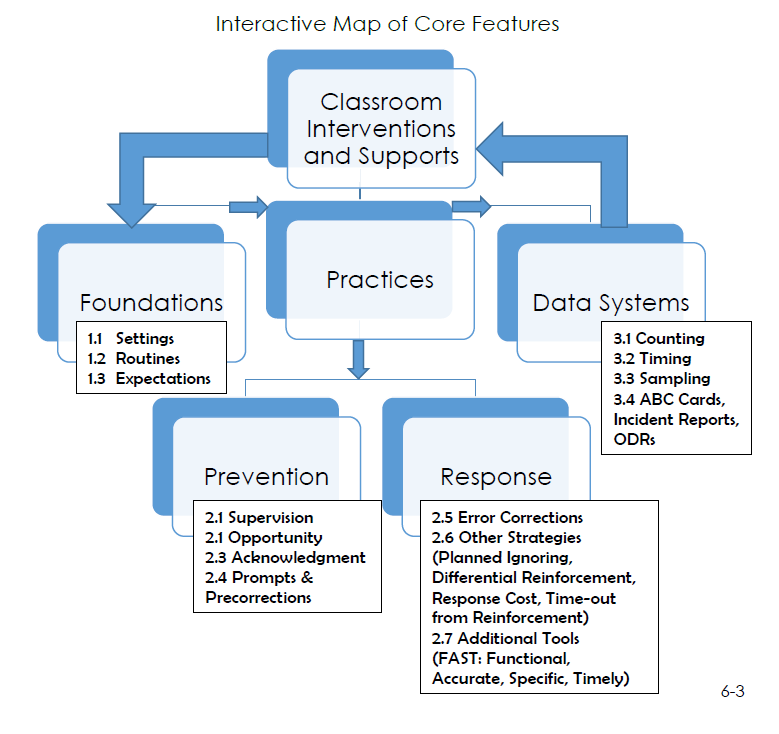 Interactive Map of Core Features
Classroom
Interventions
and Supports
Foundations
1.1 Settings
1.2 Routines
1.3 Expectations
Practices
Data Systems
3.1 Counting
3.2 Timing
3.3 Sampling
3.4 ABC Cards,
Incident Reports,
ODRs
Prevention
2.1 Supervision
2.1 Opportunity
2.3 Acknowledgment
2.4 Prompts &
Precorrections
Response
2.5 Error Corrections
2.6 Other Strategies
(Planned Ignoring,
Differential Reinforcement,
Response Cost, Time-out
from Reinforcement)
2.7 Additional Tools
(FAST: Functional,
Accurate, Specific, Timely)
6-3